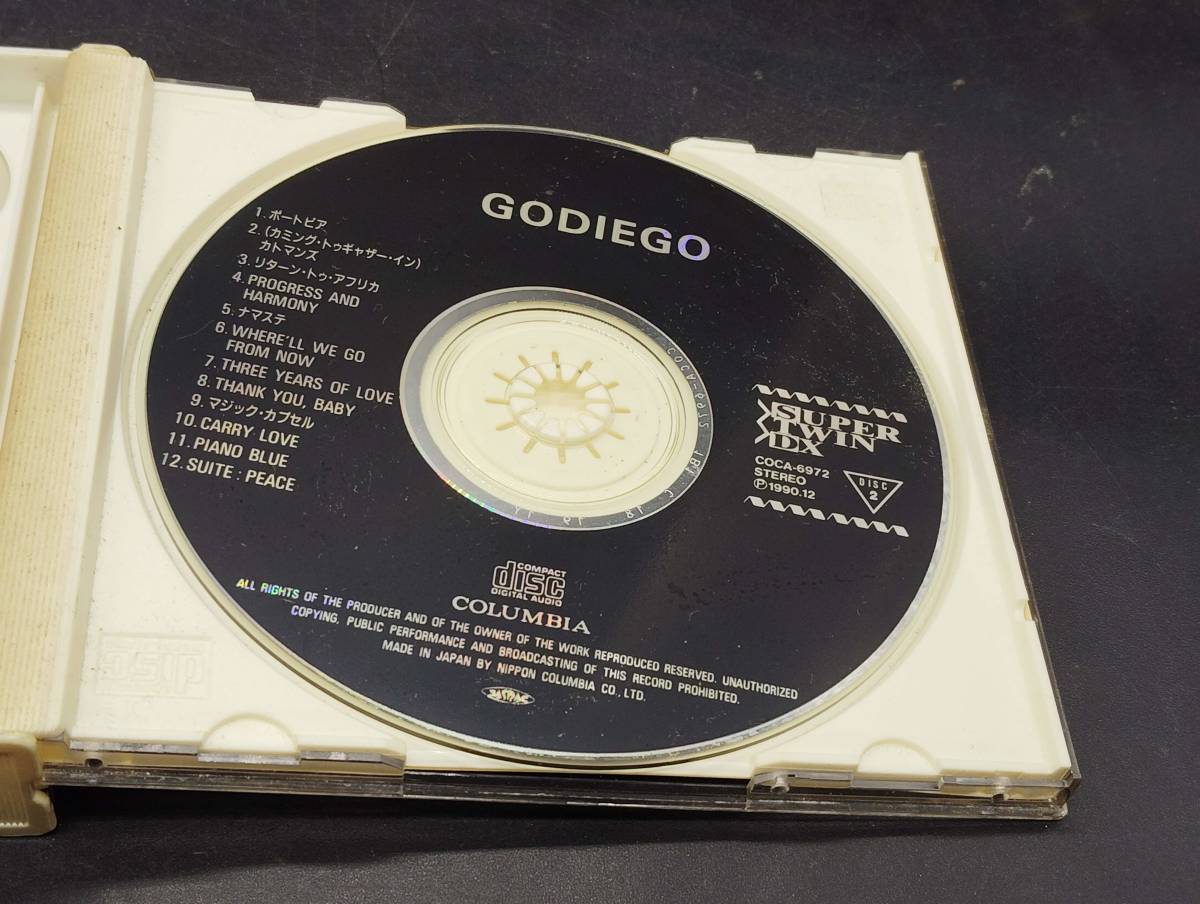 GODIEGO
1. ポートピア
2. (カミング・トゥギャザー・イン)
カトマンズ
3. リターン・トゥ・アフリカ
4. PROGRESS AND
HARMONY
5. ナマステ
6. WHERE'LL WE GO
FROM NOW
7. THREE YEARS OF LOVE
8. THANK YOU, BABY
9. マジック・カプセル
10. CARRY LOVE
11. PIANO BLUE
12. SUITE : PEACE
SUPER
TWIN
DX
COCA-6972
STEREO
Ⓟ1990.12
DISC
2
COMPACT
disc
DIGITAL AUDIO
COLUMBIA
ALL RIGHTS OF THE PRODUCER AND OF THE OWNER OF THE WORK REPRODUCED RESERVED. UNAUTHORIZED
COPYING, PUBLIC PERFORMANCE AND BROADCASTING OF THIS RECORD PROHIBITED.
MADE IN JAPAN BY NIPPON COLUMBIA CO., LTD.